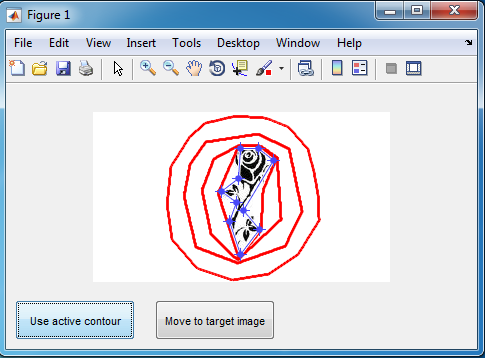 Figure 1
File Edit View Insert Tools Desktop Window Help
Use active contour Move to target image